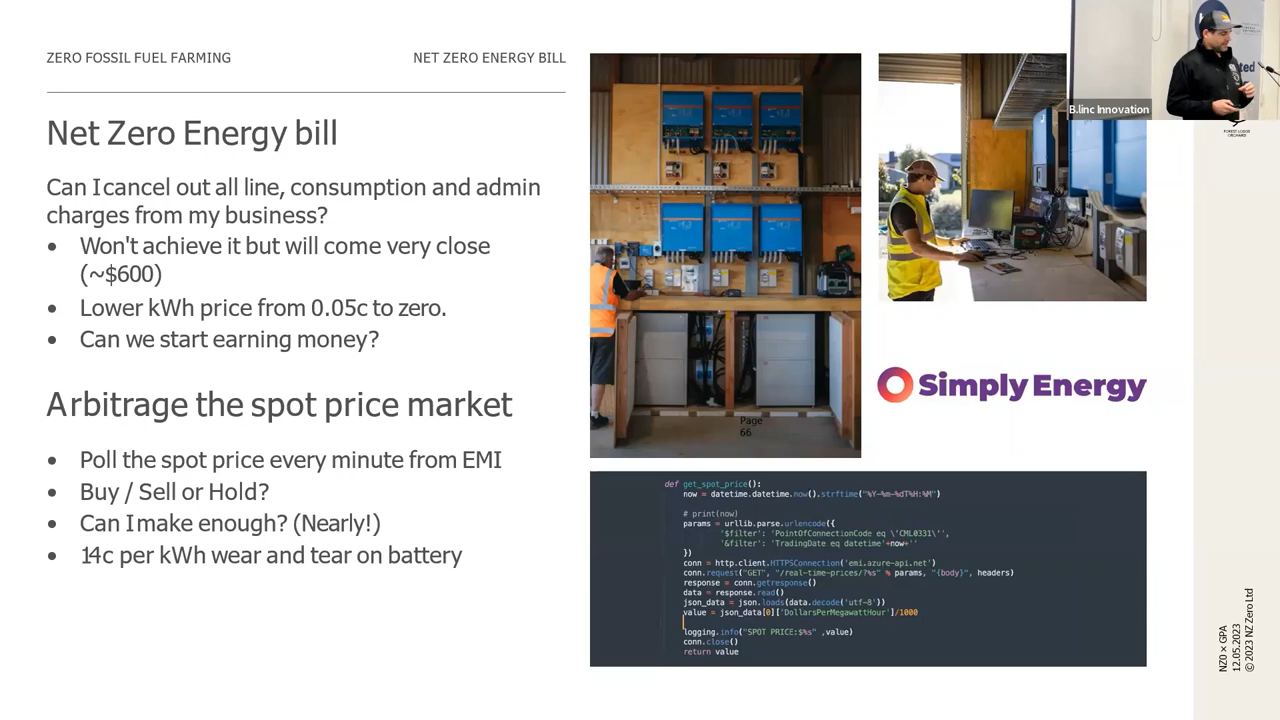 ZERO FOSSIL FUEL FARMING
NET ZERO ENERGY BILL
Net Zero Energy bill
Can I cancel out all line, consumption and admin
charges from my business?
• Won't achieve it but will come very close
(~$600)
• Lower kWh price from 0.05c to zero.
• Can we start earning money?
Arbitrage the spot price market
• Poll the spot price every minute from EMI
• Buy / Sell or Hold?
• Can I make enough? (Nearly!)
• 14c per kWh wear and tear on battery
Page
66
B.linc Innovation
FOREST LODGE
ORCHARD
Simply Energy
def get_spot_price():
now = datetime.datetime.now().strftime("%Y-%m-%dT%H:%M")
# print(now)
params = urllib.parse.urlencode({
'$filter': 'PointOfConnectionCode eq \'CML0331\'',
'&filter': 'TradingDate eq datetime'+now+''
})
conn = http.client.HTTPSConnection('emi.azure-api.net')
conn.request("GET", "/real-time-prices/?%s" % params, "{body}", headers)
response = conn.getresponse()
data = response.read()
json_data = json.loads(data.decode('utf-8'))
value = json_data[0]['DollarsPerMegawattHour']/1000
logging.info("SPOT PRICE:$%s" ,value)
conn.close()
return value
NZ0 × GPA
12.05.2023
© 2023 NZ Zero Ltd